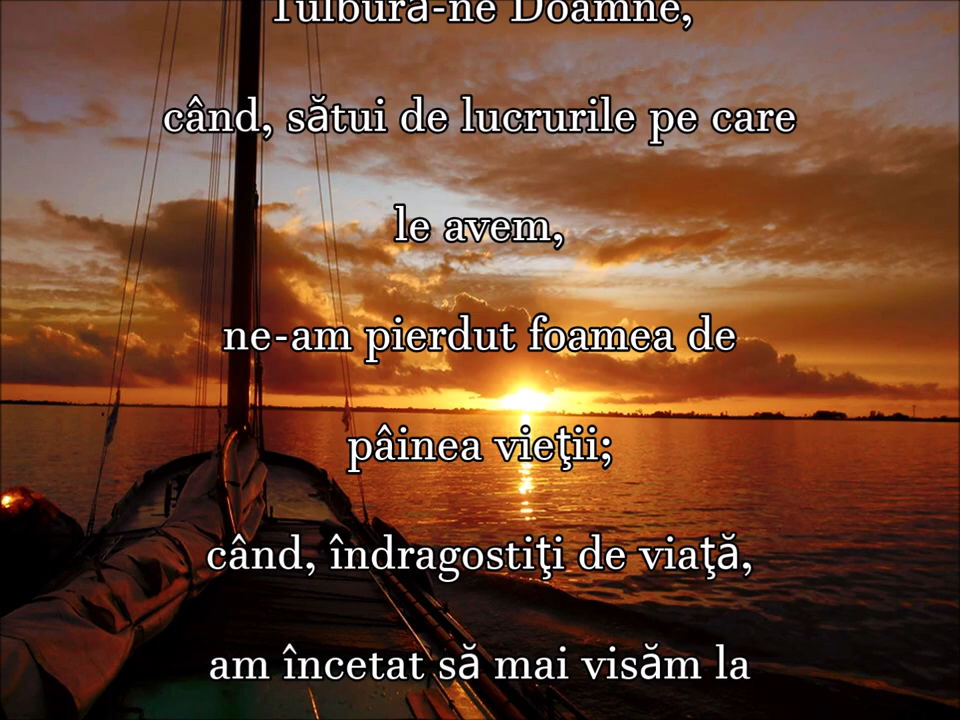 Tulbură-ne Doamne,
când, sătui de lucrurile pe care
le avem,
ne-am pierdut foamea de
pâinea vieţii;
când, îndragostiţi de viaţă,
am încetat să mai visăm la